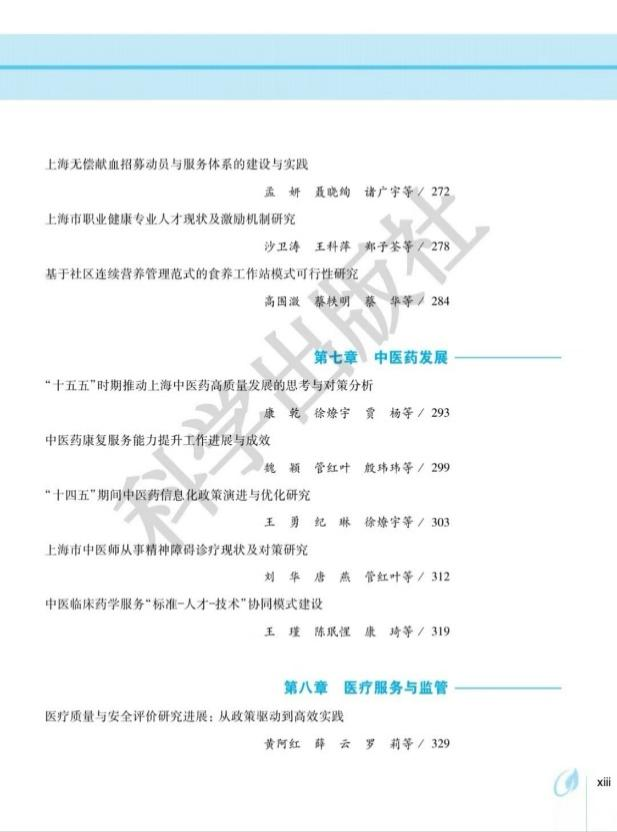 上海无偿献血招募动员与服务体系的建设与实践
孟　妍　聂晓绚　诸广宇等 / 272
上海市职业健康专业人才现状及激励机制研究
沙卫涛　王科萍　郑子荃等 / 278
基于社区连续营养管理范式的食养工作站模式可行性研究
高围溦　蔡轶明　蔡　华等 / 284
第七章　中医药发展
“十五五”时期推动上海中医药高质量发展的思考与对策分析
康　乾　徐燎宇　贾　杨等 / 293
中医药康复服务能力提升工作进展与成效
魏　颖　管红叶　殷玮玮等 / 299
“十四五”期间中医药信息化政策演进与优化研究
王　勇　纪　琳　徐燎宇等 / 303
上海市中医师从事精神障碍诊疗现状及对策研究
刘　华　唐　燕　管红叶等 / 312
中医临床药学服务“标准-人才-技术”协同模式建设
王　瑾　陈珉惺　康　琦等 / 319
第八章　医疗服务与监管
医疗质量与安全评价研究进展：从政策驱动到高效实践
黄阿红　薛　云　罗　莉等 / 329
xiii
科学出版社